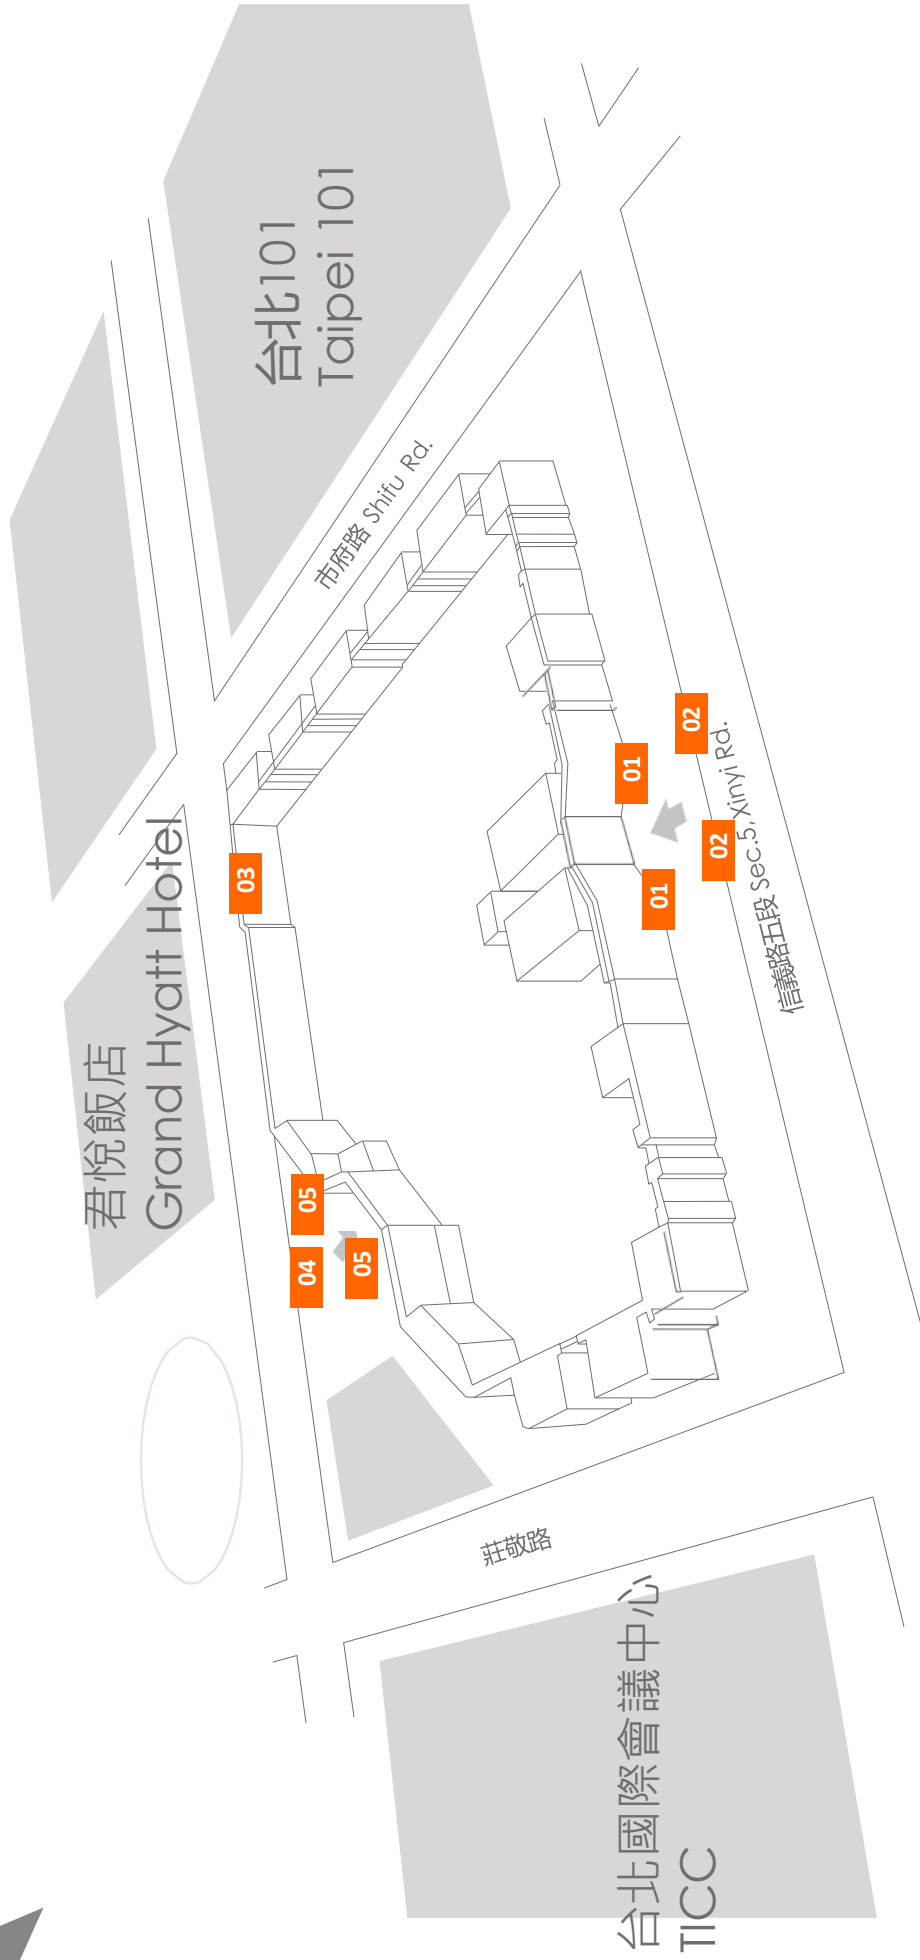 君悅飯店
Grand Hyatt Hotel
台北101
Taipei 101
市府路 Shifu Rd.
03
05
04
05
01
01
02
02
信義路五段 Sec.5,Xinyi Rd.
莊敬路
台北國際會議中心
TICC